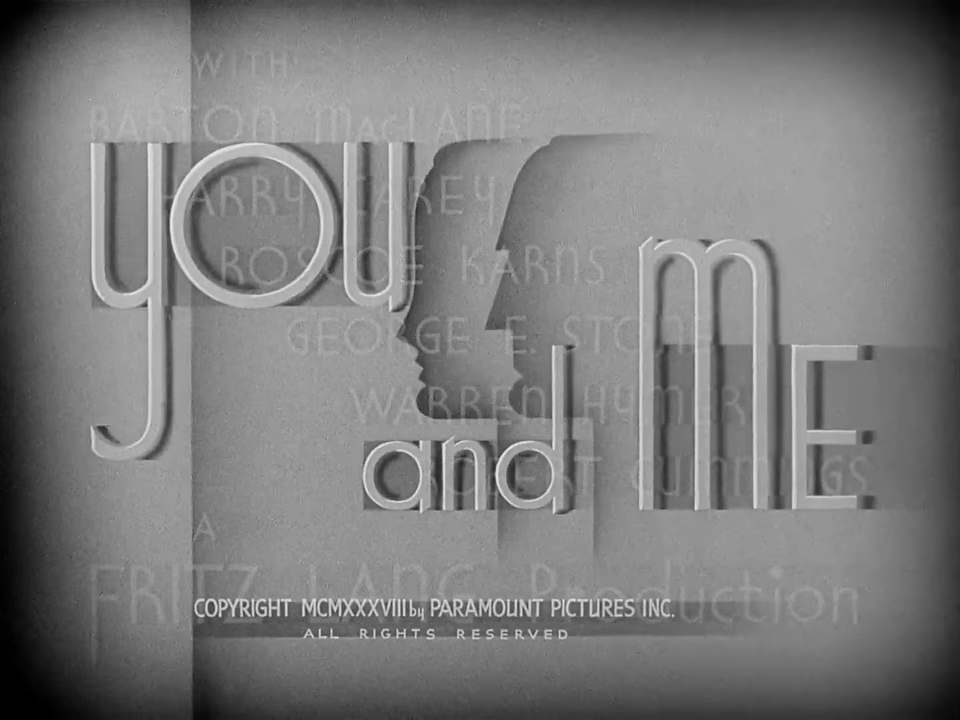 WITH
BARTON MACLANE
HARRY CAREY
ROSCOE KARNS
GEORGE E. STONE
WARREN HYMER
ROBERT CUMMINGS
you and ME
A
FRITZ LANG Production
COPYRIGHT MCMXXXVIII by PARAMOUNT PICTURES INC.
ALL RIGHTS RESERVED